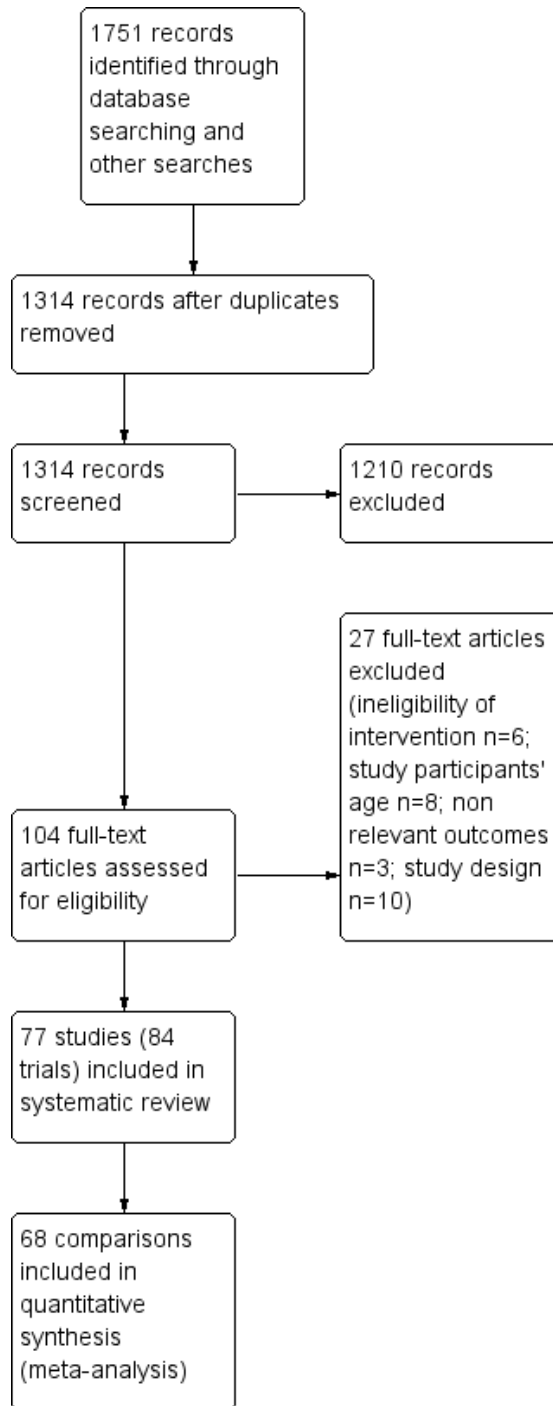 1751 records
identified through
database
searching and
other searches
1314 records after duplicates
removed
1314 records
screened
1210 records
excluded
27 full-text articles
excluded
(ineligibility of
intervention n=6;
study participants'
age n=8; non
relevant outcomes
n=3; study design
n=10)
104 full-text
articles assessed
for eligibility
77 studies (84
trials) included in
systematic review
68 comparisons
included in
quantitative
synthesis
(meta-analysis)